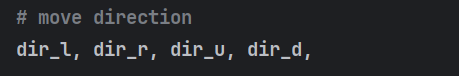 # move direction
dir_l, dir_r, dir_u, dir_d,